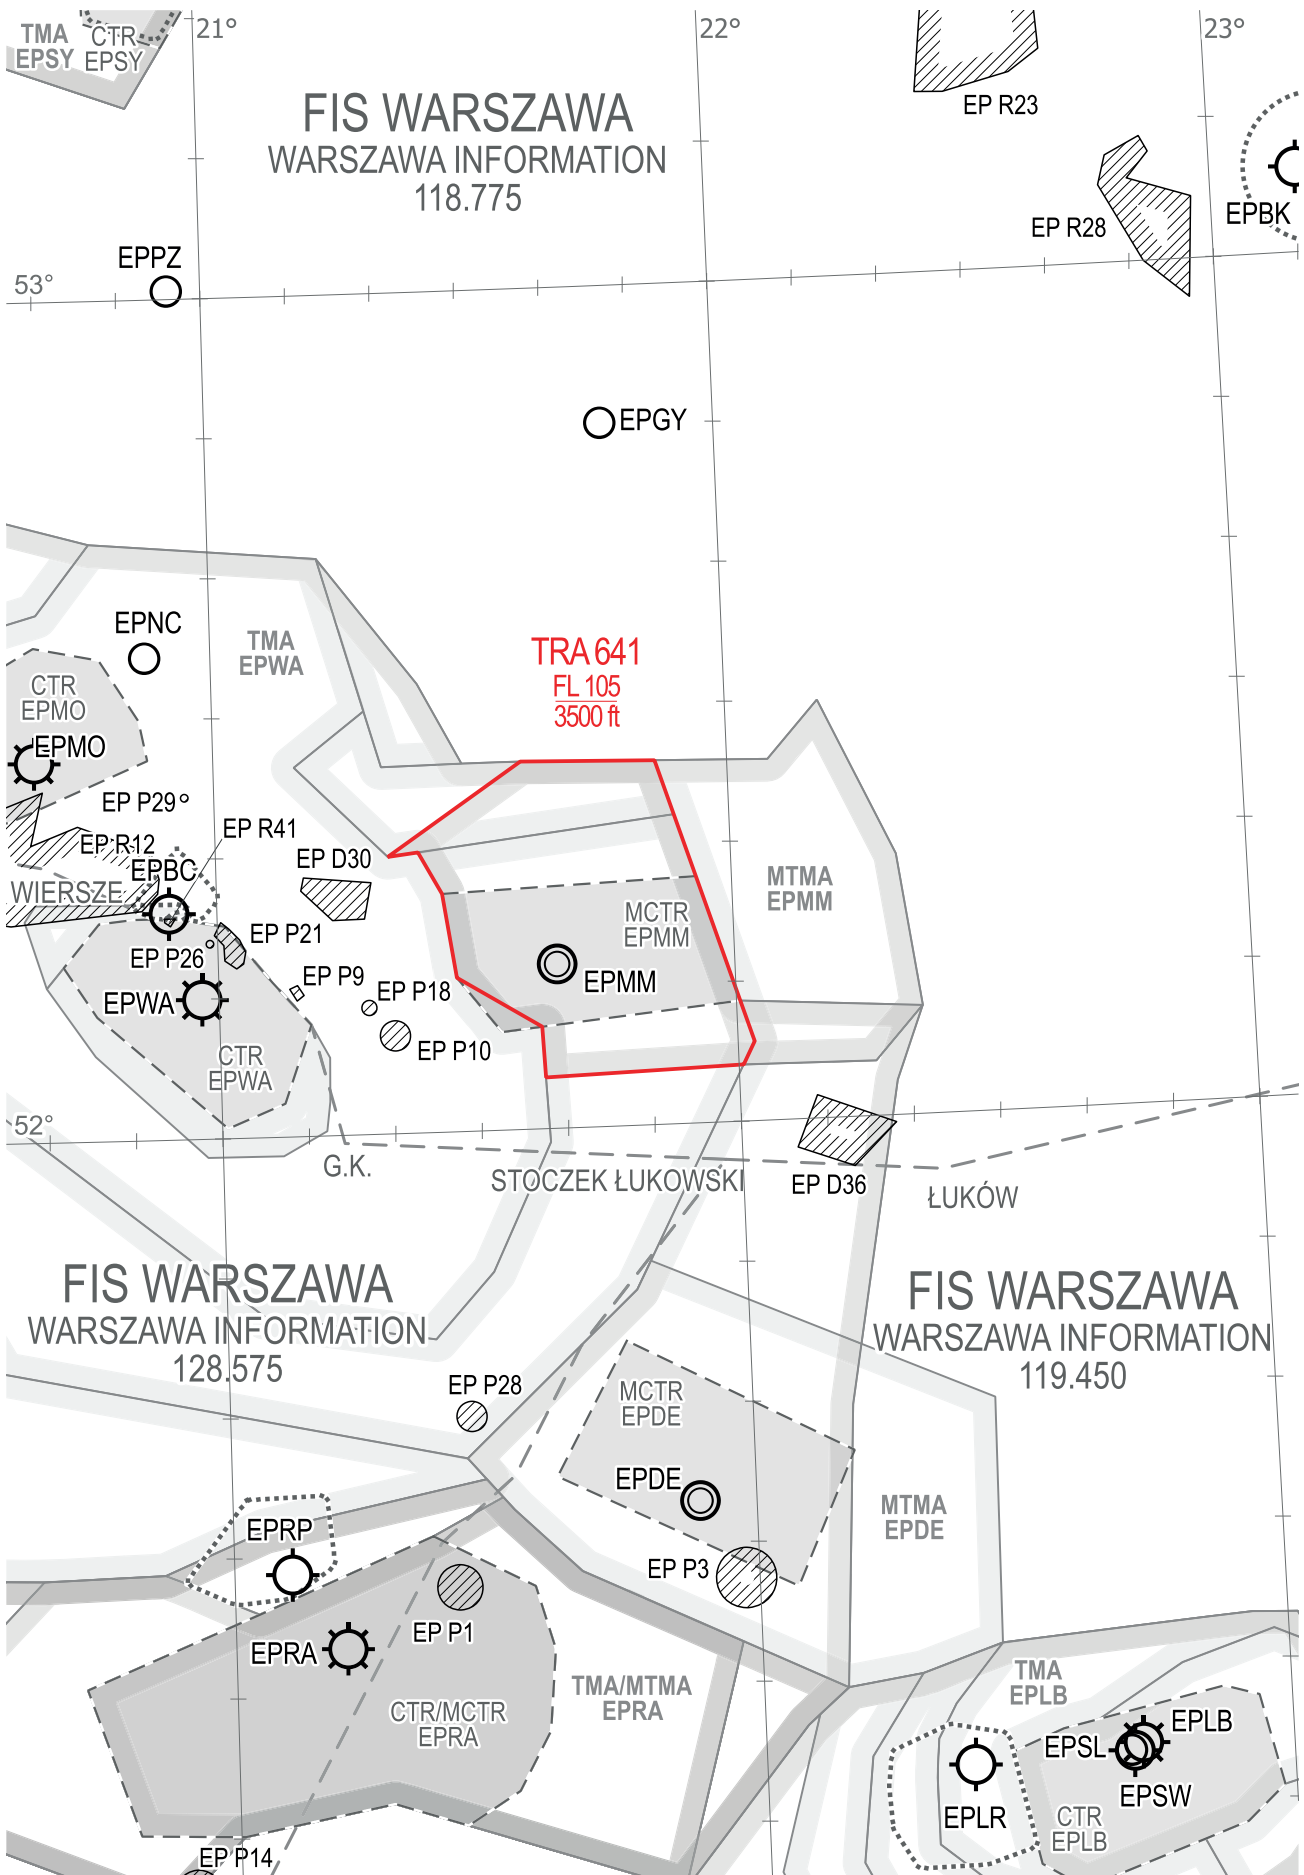 21°
22°
23°
TMA
EPSY
CTR
EPSY
FIS WARSZAWA
WARSZAWA INFORMATION
118.775
EP R23
EP R28
EPBK
EPPZ
53°
EPGY
EPNC
TMA
EPWA
TRA 641
FL 105
3500 ft
CTR
EPMO
EPMO
EP P29
EP R41
EP R12
EP D30
EPBC
WIERSZE
MTMA
EPMM
MCTR
EPMM
EP P21
EP P26
EP P9
EPMM
EP P18
EPWA
EP P10
CTR
EPWA
52°
G.K.
STOCZEK ŁUKOWSKI
EP D36
ŁUKÓW
FIS WARSZAWA
WARSZAWA INFORMATION
128.575
FIS WARSZAWA
WARSZAWA INFORMATION
119.450
EP P28
MCTR
EPDE
EPDE
MTMA
EPDE
EPRP
EP P3
EP P1
EPRA
TMA/MTMA
EPRA
CTR/MCTR
EPRA
TMA
EPLB
EPLB
EPSL
EPSW
EPLR
CTR
EPLB
EP P14